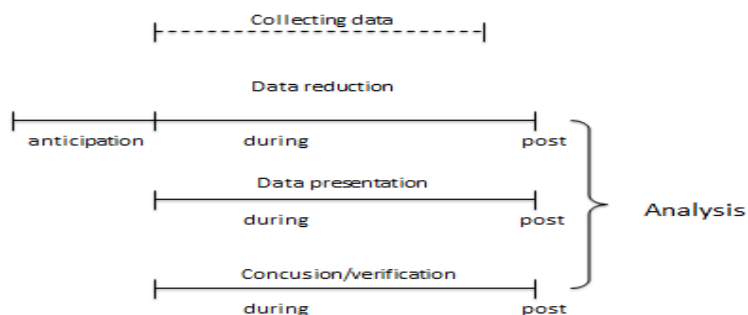 Collecting data
Data reduction
anticipation during post
Data presentation
during post
Analysis
Concusion/verification
during post